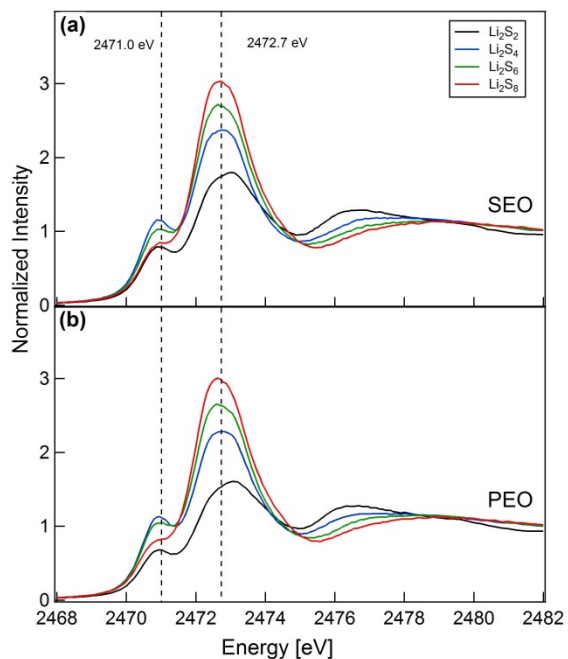 (a)
2471.0 eV
2472.7 eV
Li₂S₂
Li₂S₄
Li₂S₆
Li₂S₈
3
2
1
0
SEO
Normalized Intensity
(b)
3
2
1
0
PEO
2468 2470 2472 2474 2476 2478 2480 2482
Energy [eV]